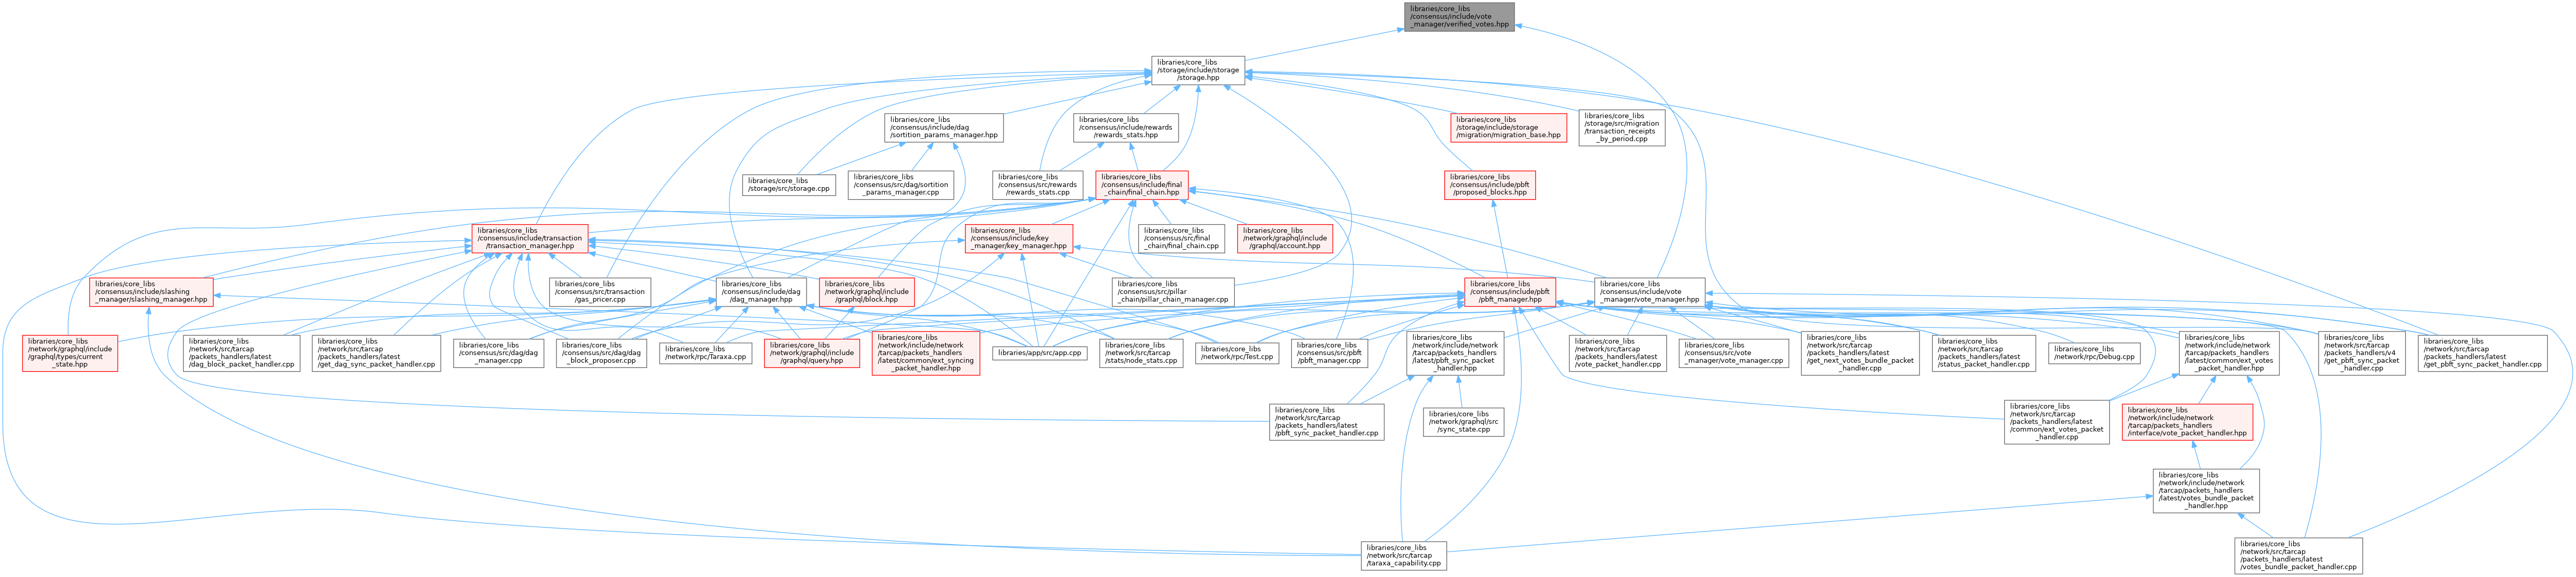 libraries/core_libs
/consensus/include/vote
_manager/verified_votes.hpp
libraries/core_libs
/storage/include/storage
/storage.hpp
libraries/core_libs
/consensus/include/dag
/sortition_params_manager.hpp
libraries/core_libs
/consensus/include/rewards
/rewards_stats.hpp
libraries/core_libs
/storage/include/storage
/migration/migration_base.hpp
libraries/core_libs
/storage/src/migration
/transaction_receipts
_by_period.cpp
libraries/core_libs
/storage/src/storage.cpp
libraries/core_libs
/consensus/src/dag/sortition
_params_manager.cpp
libraries/core_libs
/consensus/src/rewards
/rewards_stats.cpp
libraries/core_libs
/consensus/include/final
_chain/final_chain.hpp
libraries/core_libs
/consensus/include/pbft
/proposed_blocks.hpp
libraries/core_libs
/consensus/include/transaction
/transaction_manager.hpp
libraries/core_libs
/consensus/include/key
_manager/key_manager.hpp
libraries/core_libs
/consensus/src/final
_chain/final_chain.cpp
libraries/core_libs
/network/graphql/include
/graphql/account.hpp
libraries/core_libs
/consensus/include/slashing
_manager/slashing_manager.hpp
libraries/core_libs
/consensus/src/transaction
/gas_pricer.cpp
libraries/core_libs
/consensus/include/dag
/dag_manager.hpp
libraries/core_libs
/network/graphql/include
/graphql/block.hpp
libraries/core_libs
/consensus/src/pillar
_chain/pillar_chain_manager.cpp
libraries/core_libs
/consensus/include/pbft
/pbft_manager.hpp
libraries/core_libs
/consensus/include/vote
_manager/vote_manager.hpp
libraries/core_libs
/network/graphql/include
/graphql/types/current
_state.hpp
libraries/core_libs
/network/src/tarcap
/packets_handlers/latest
/dag_block_packet_handler.cpp
libraries/core_libs
/network/src/tarcap
/packets_handlers/latest
/get_dag_sync_packet_handler.cpp
libraries/core_libs
/consensus/src/dag/dag
_manager.cpp
libraries/core_libs
/consensus/src/dag/dag
_block_proposer.cpp
libraries/core_libs
/network/rpc/Taraxa.cpp
libraries/core_libs
/network/graphql/include
/graphql/query.hpp
libraries/core_libs
/network/include/network
/tarcap/packets_handlers
/latest/common/ext_syncing
_packet_handler.hpp
libraries/app/src/app.cpp
libraries/core_libs
/network/src/tarcap
/stats/node_stats.cpp
libraries/core_libs
/network/rpc/Test.cpp
libraries/core_libs
/consensus/src/pbft
/pbft_manager.cpp
libraries/core_libs
/network/include/network
/tarcap/packets_handlers
/latest/pbft_sync_packet
_handler.hpp
libraries/core_libs
/network/src/tarcap
/packets_handlers/latest
/vote_packet_handler.cpp
libraries/core_libs
/consensus/src/vote
_manager/vote_manager.cpp
libraries/core_libs
/network/src/tarcap
/packets_handlers/latest
/get_next_votes_bundle_packet
_handler.cpp
libraries/core_libs
/network/src/tarcap
/packets_handlers/latest
/status_packet_handler.cpp
libraries/core_libs
/network/rpc/Debug.cpp
libraries/core_libs
/network/include/network
/tarcap/packets_handlers
/latest/common/ext_votes
_packet_handler.hpp
libraries/core_libs
/network/src/tarcap
/packets_handlers/v4
/get_pbft_sync_packet
_handler.cpp
libraries/core_libs
/network/src/tarcap
/packets_handlers/latest
/get_pbft_sync_packet_handler.cpp
libraries/core_libs
/network/src/tarcap
/packets_handlers/latest
/pbft_sync_packet_handler.cpp
libraries/core_libs
/network/graphql/src
/sync_state.cpp
libraries/core_libs
/network/src/tarcap
/packets_handlers/latest
/common/ext_votes_packet
_handler.cpp
libraries/core_libs
/network/include/network
/tarcap/packets_handlers
/interface/vote_packet_handler.hpp
libraries/core_libs
/network/include/network
/tarcap/packets_handlers
/latest/votes_bundle_packet
_handler.hpp
libraries/core_libs
/network/src/tarcap
/taraxa_capability.cpp
libraries/core_libs
/network/src/tarcap
/packets_handlers/latest
/votes_bundle_packet_handler.cpp